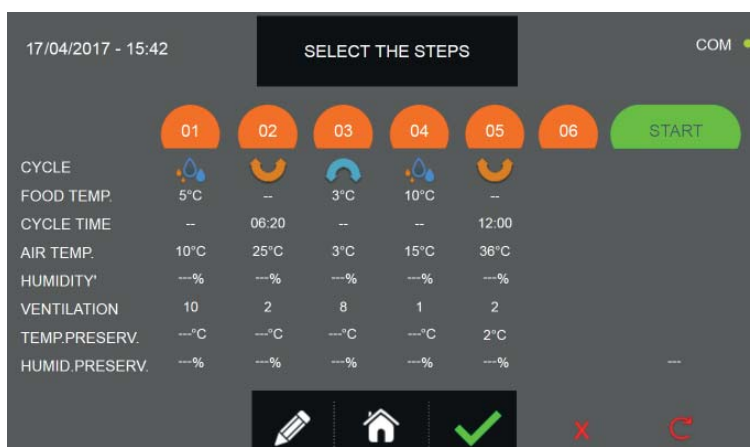 17/04/2017 - 15:42 SELECT THE STEPS COM
01 02 03 04 05 06 START
CYCLE
FOOD TEMP. 5°C -- 3°C 10°C --
CYCLE TIME -- 06:20 -- -- 12:00
AIR TEMP. 10°C 25°C 3°C 15°C 36°C
HUMIDITY' ---% ---% ---% ---% ---%
VENTILATION 10 2 8 1 2
TEMP.PRESERV. ---°C ---°C ---°C ---°C 2°C
HUMID.PRESERV. ---% ---% ---% ---% ---% ---
X